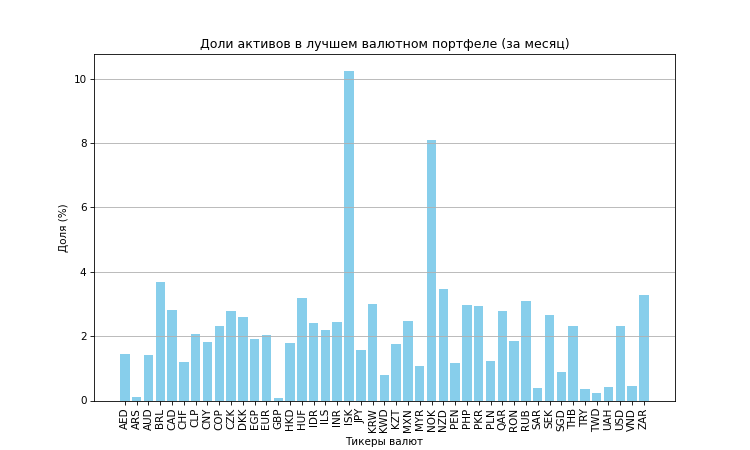 Доли активов в лучшем валютном портфеле (за месяц)
10
8
6
4
2
0
Доля (%)
AED ARS AUD BRL CAD CHF CLP CNY COP CZK DKK EGP EUR GBP HKD HUF IDR ILS INR ISK JPY KRW KWD KZT MXN MYR NOK NZD PEN PHP PKR PLN QAR RON RUB SAR SEK SGD THB TRY TWD UAH USD VND ZAR
Тикеры валют